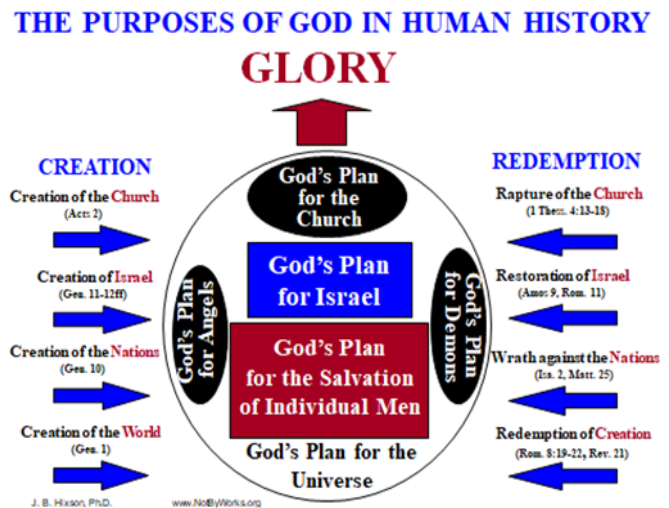 THE PURPOSES OF GOD IN HUMAN HISTORY
GLORY
CREATION
Creation of the Church
(Acts 2)
Creation of Israel
(Gen. 11-12ff)
Creation of the Nations
(Gen. 10)
Creation of the World
(Gen. 1)
God's Plan
for the
Church
God's Plan
for Israel
God's Plan
for Angels
God's Plan
for Demons
God's Plan
for the Salvation
of Individual Men
God's Plan for the
Universe
REDEMPTION
Rapture of the Church
(1 Thess. 4:13-18)
Restoration of Israel
(Amos 9, Rom. 11)
Wrath against the Nations
(Isa. 2, Matt. 25)
Redemption of Creation
(Rom. 8:19-22, Rev. 21)
J. B. Hixson, Ph.D.
www.NotByWorks.org